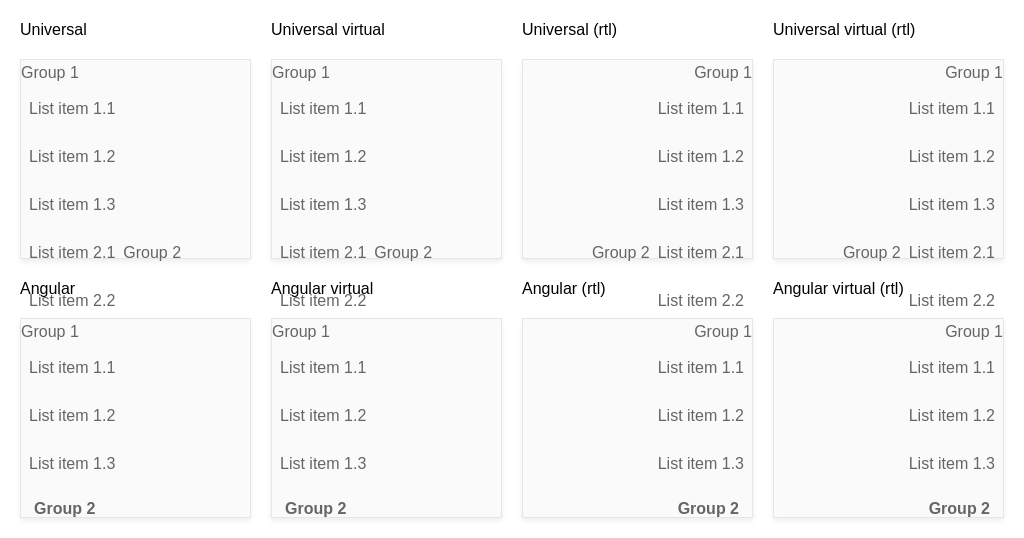 Universal
Group 1
List item 1.1
List item 1.2
List item 1.3
List item 2.1 Group 2
List item 2.2
Universal virtual
Group 1
List item 1.1
List item 1.2
List item 1.3
List item 2.1 Group 2
List item 2.2
Universal (rtl)
Group 1
List item 1.1
List item 1.2
List item 1.3
Group 2 List item 2.1
List item 2.2
Universal virtual (rtl)
Group 1
List item 1.1
List item 1.2
List item 1.3
Group 2 List item 2.1
List item 2.2
Angular
Group 1
List item 1.1
List item 1.2
List item 1.3
Group 2
Angular virtual
Group 1
List item 1.1
List item 1.2
List item 1.3
Group 2
Angular (rtl)
Group 1
List item 1.1
List item 1.2
List item 1.3
Group 2
Angular virtual (rtl)
Group 1
List item 1.1
List item 1.2
List item 1.3
Group 2